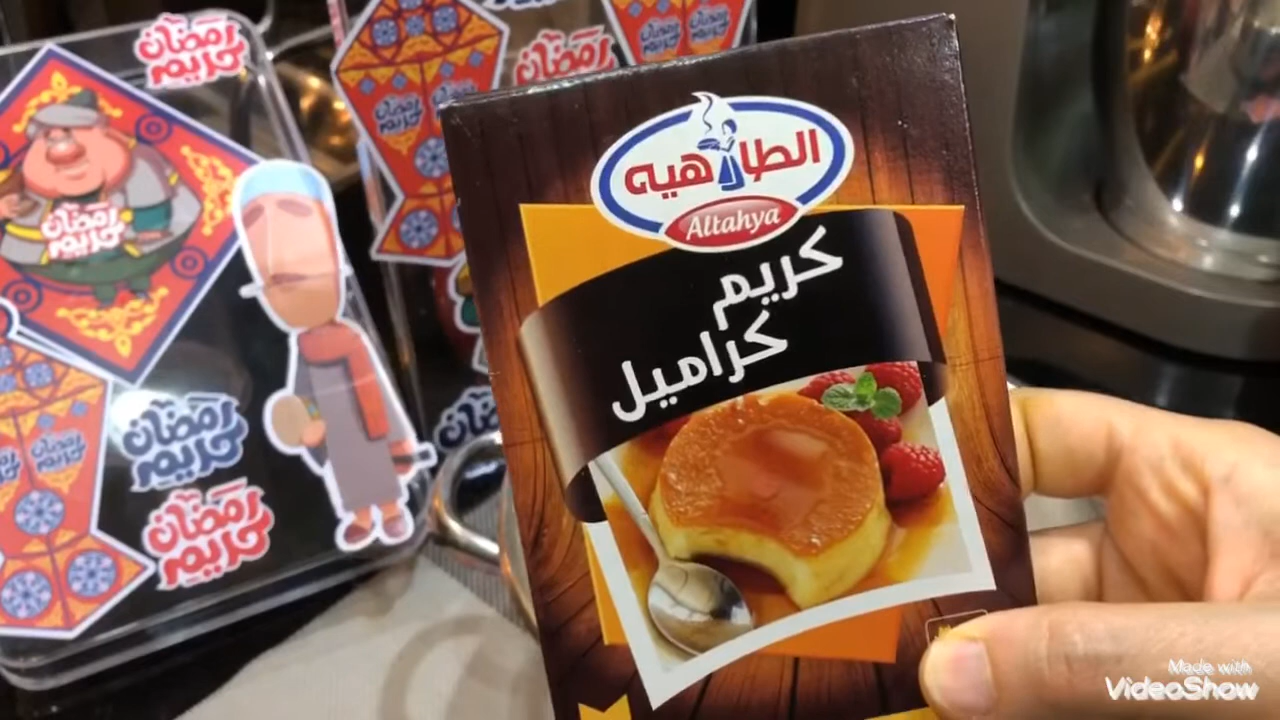 رمضان
كريم
رمضان
كريم
رمضان
كريم
رمضان
كريم
رمضان
كريم
الطاهيه
Altahya
كريم
كراميل
Made with
VideoShow